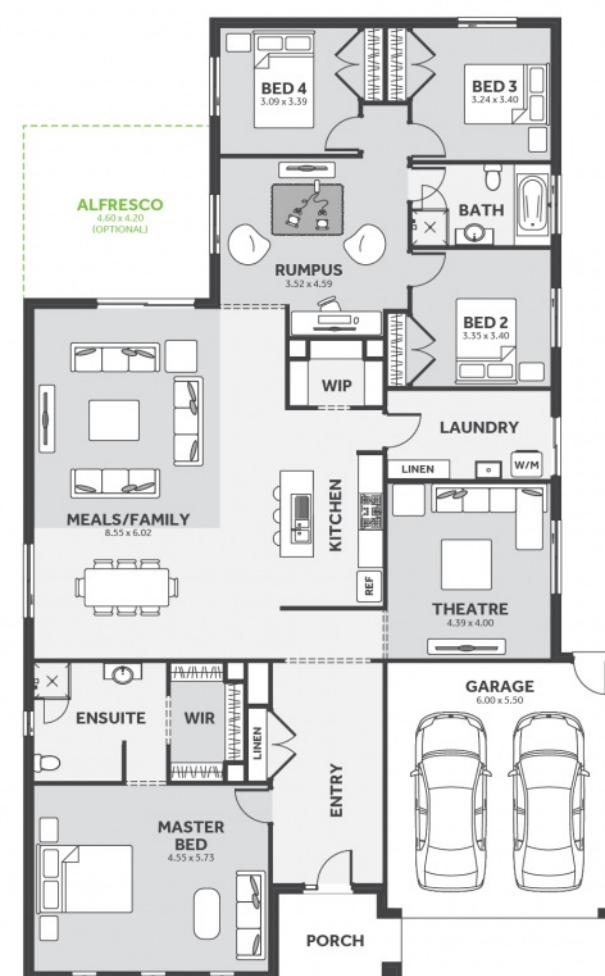 BED 4
3.09 x 3.39
BED 3
3.24 x 3.40
ALFRESCO
4.60 x 4.20
(OPTIONAL)
BATH
RUMPUS
3.52 x 4.59
BED 2
3.35 x 3.40
WIP
LAUNDRY
LINEN
W/M
KITCHEN
MEALS/FAMILY
8.55 x 6.02
REF
THEATRE
4.39 x 4.00
GARAGE
6.00 x 5.50
ENSUITE
WIR
LINEN
ENTRY
MASTER
BED
4.55 x 5.73
PORCH